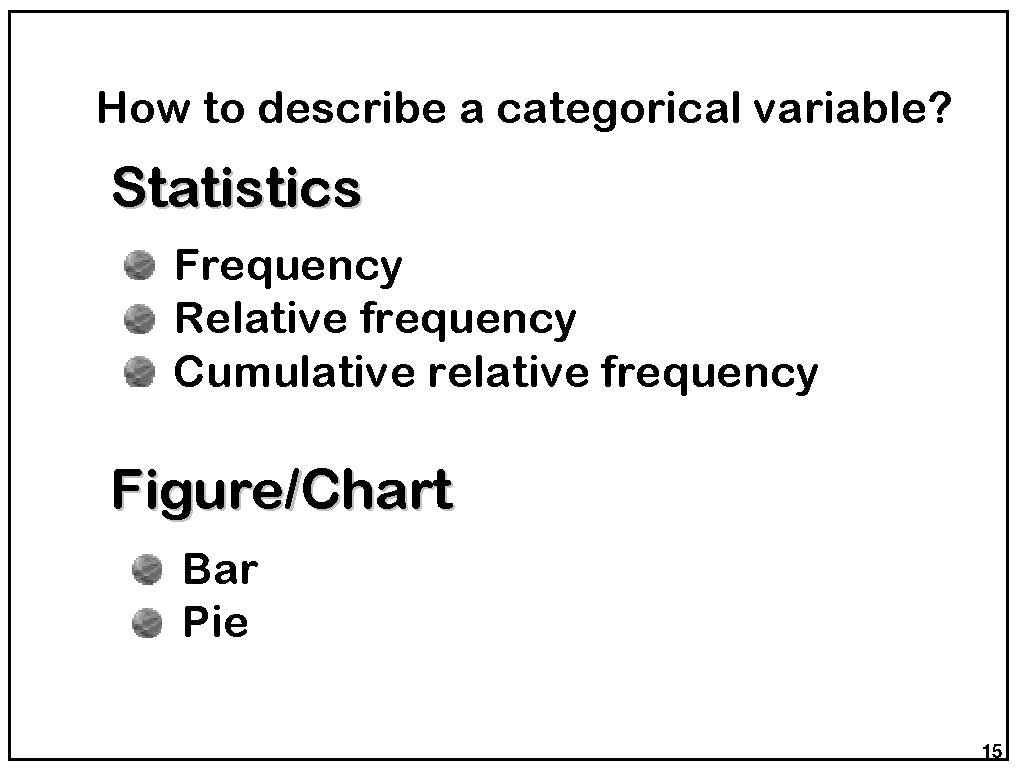 How to describe a categorical variable?
Statistics
Frequency
Relative frequency
Cumulative relative frequency
Figure/Chart
Bar
Pie
15